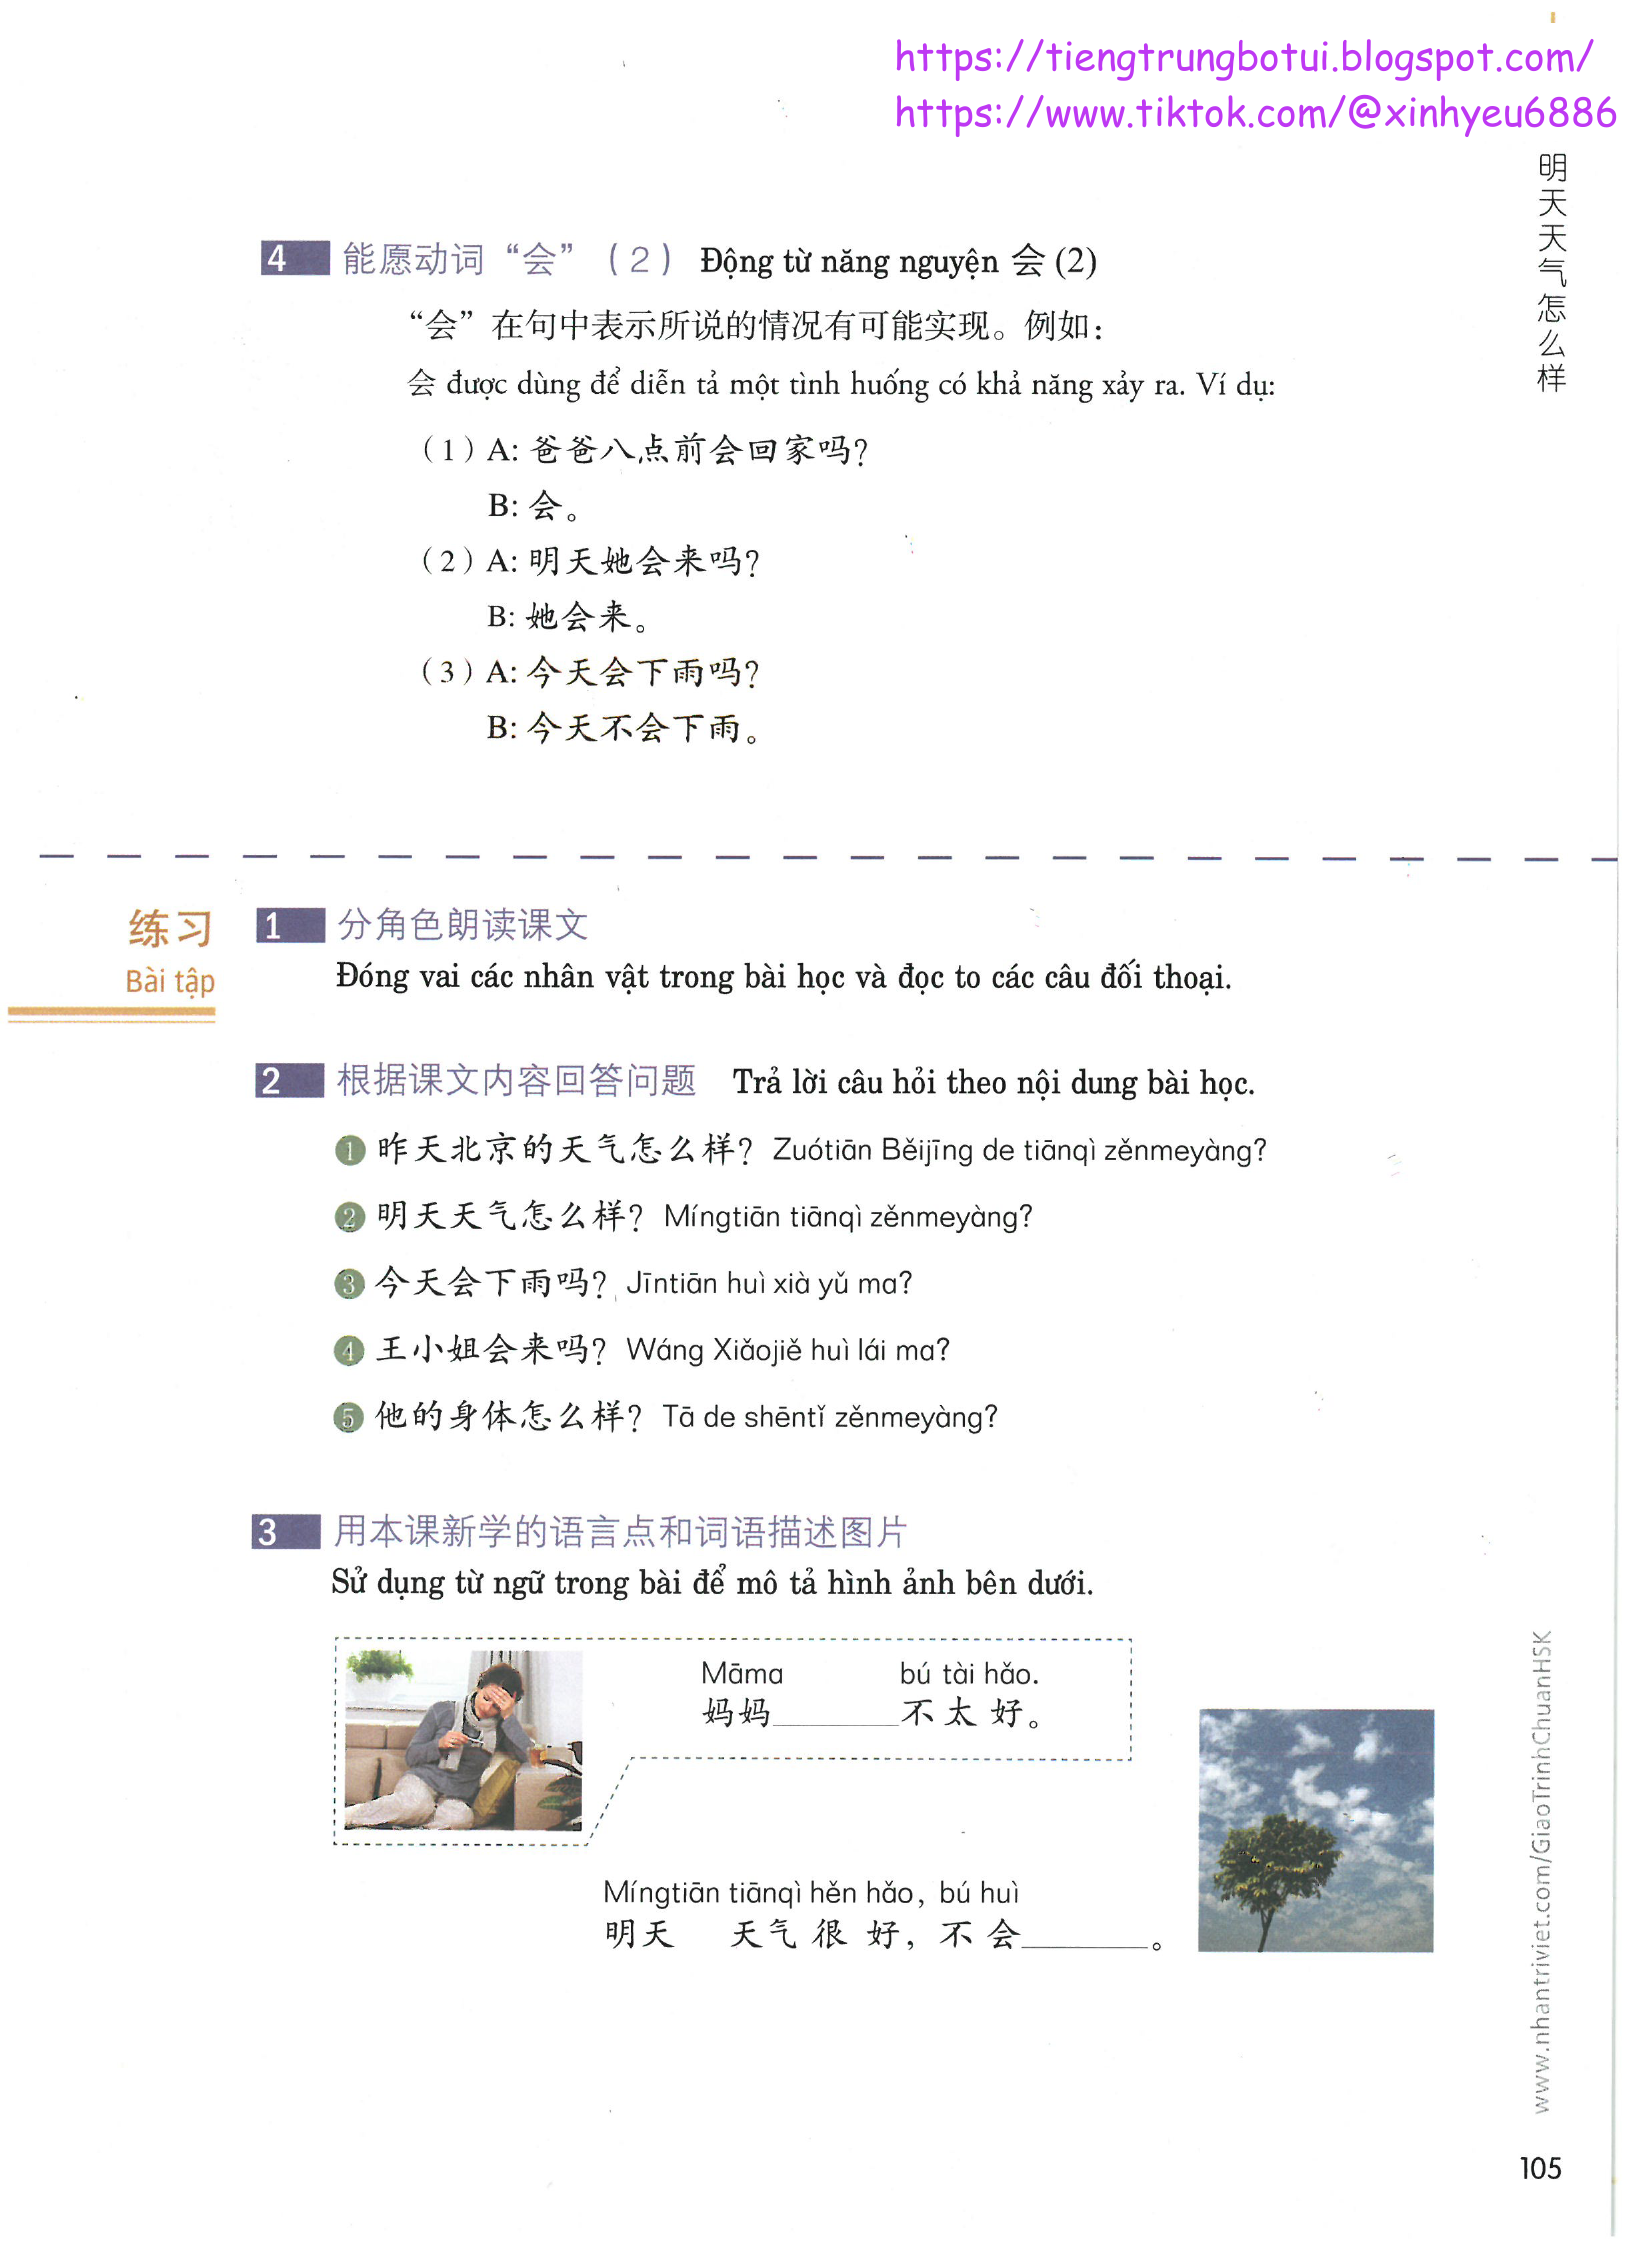 https://tiengtrungbotui.blogspot.com/
https://www.tiktok.com/@xinhyeu6886
明天天气怎么样
4 能愿动词“会”（2） Động từ năng nguyện 会 (2)
“会”在句中表示所说的情况有可能实现。例如：
会 được dùng để diễn tả một tình huống có khả năng xảy ra. Ví dụ:
（1）A: 爸爸八点前会回家吗？
B: 会。
（2）A: 明天她会来吗？
B: 她会来。
（3）A: 今天会下雨吗？
B: 今天不会下雨。
练习
Bài tập
1 分角色朗读课文
Đóng vai các nhân vật trong bài học và đọc to các câu đối thoại.
2 根据课文内容回答问题 Trả lời câu hỏi theo nội dung bài học.
1 昨天北京的天气怎么样？ Zuótiān Běijīng de tiānqì zěnmeyàng?
2 明天天气怎么样？ Míngtiān tiānqì zěnmeyàng?
3 今天会下雨吗？ Jīntiān huì xià yǔ ma?
4 王小姐会来吗？ Wáng Xiǎojiě huì lái ma?
5 他的身体怎么样？ Tā de shēntǐ zěnmeyàng?
3 用本课新学的语言点和词语描述图片
Sử dụng từ ngữ trong bài để mô tả hình ảnh bên dưới.
Māma bú tài hǎo.
妈妈________不太好。
Míngtiān tiānqì hěn hǎo, bú huì
明天 天气很好，不会________。
www.nhantriviet.com/GiaoTrinhChuanHSK
105